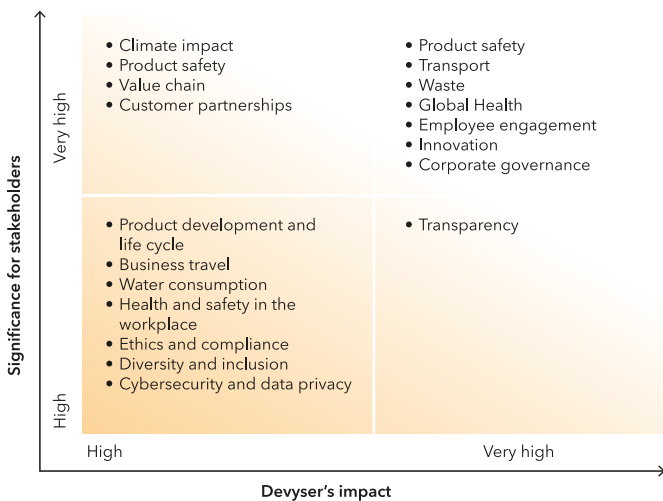 Significance for stakeholders
Very high
High
• Climate impact
• Product safety
• Value chain
• Customer partnerships
• Product safety
• Transport
• Waste
• Global Health
• Employee engagement
• Innovation
• Corporate governance
• Product development and
life cycle
• Business travel
• Water consumption
• Health and safety in the
workplace
• Ethics and compliance
• Diversity and inclusion
• Cybersecurity and data privacy
• Transparency
High
Very high
Devyser’s impact